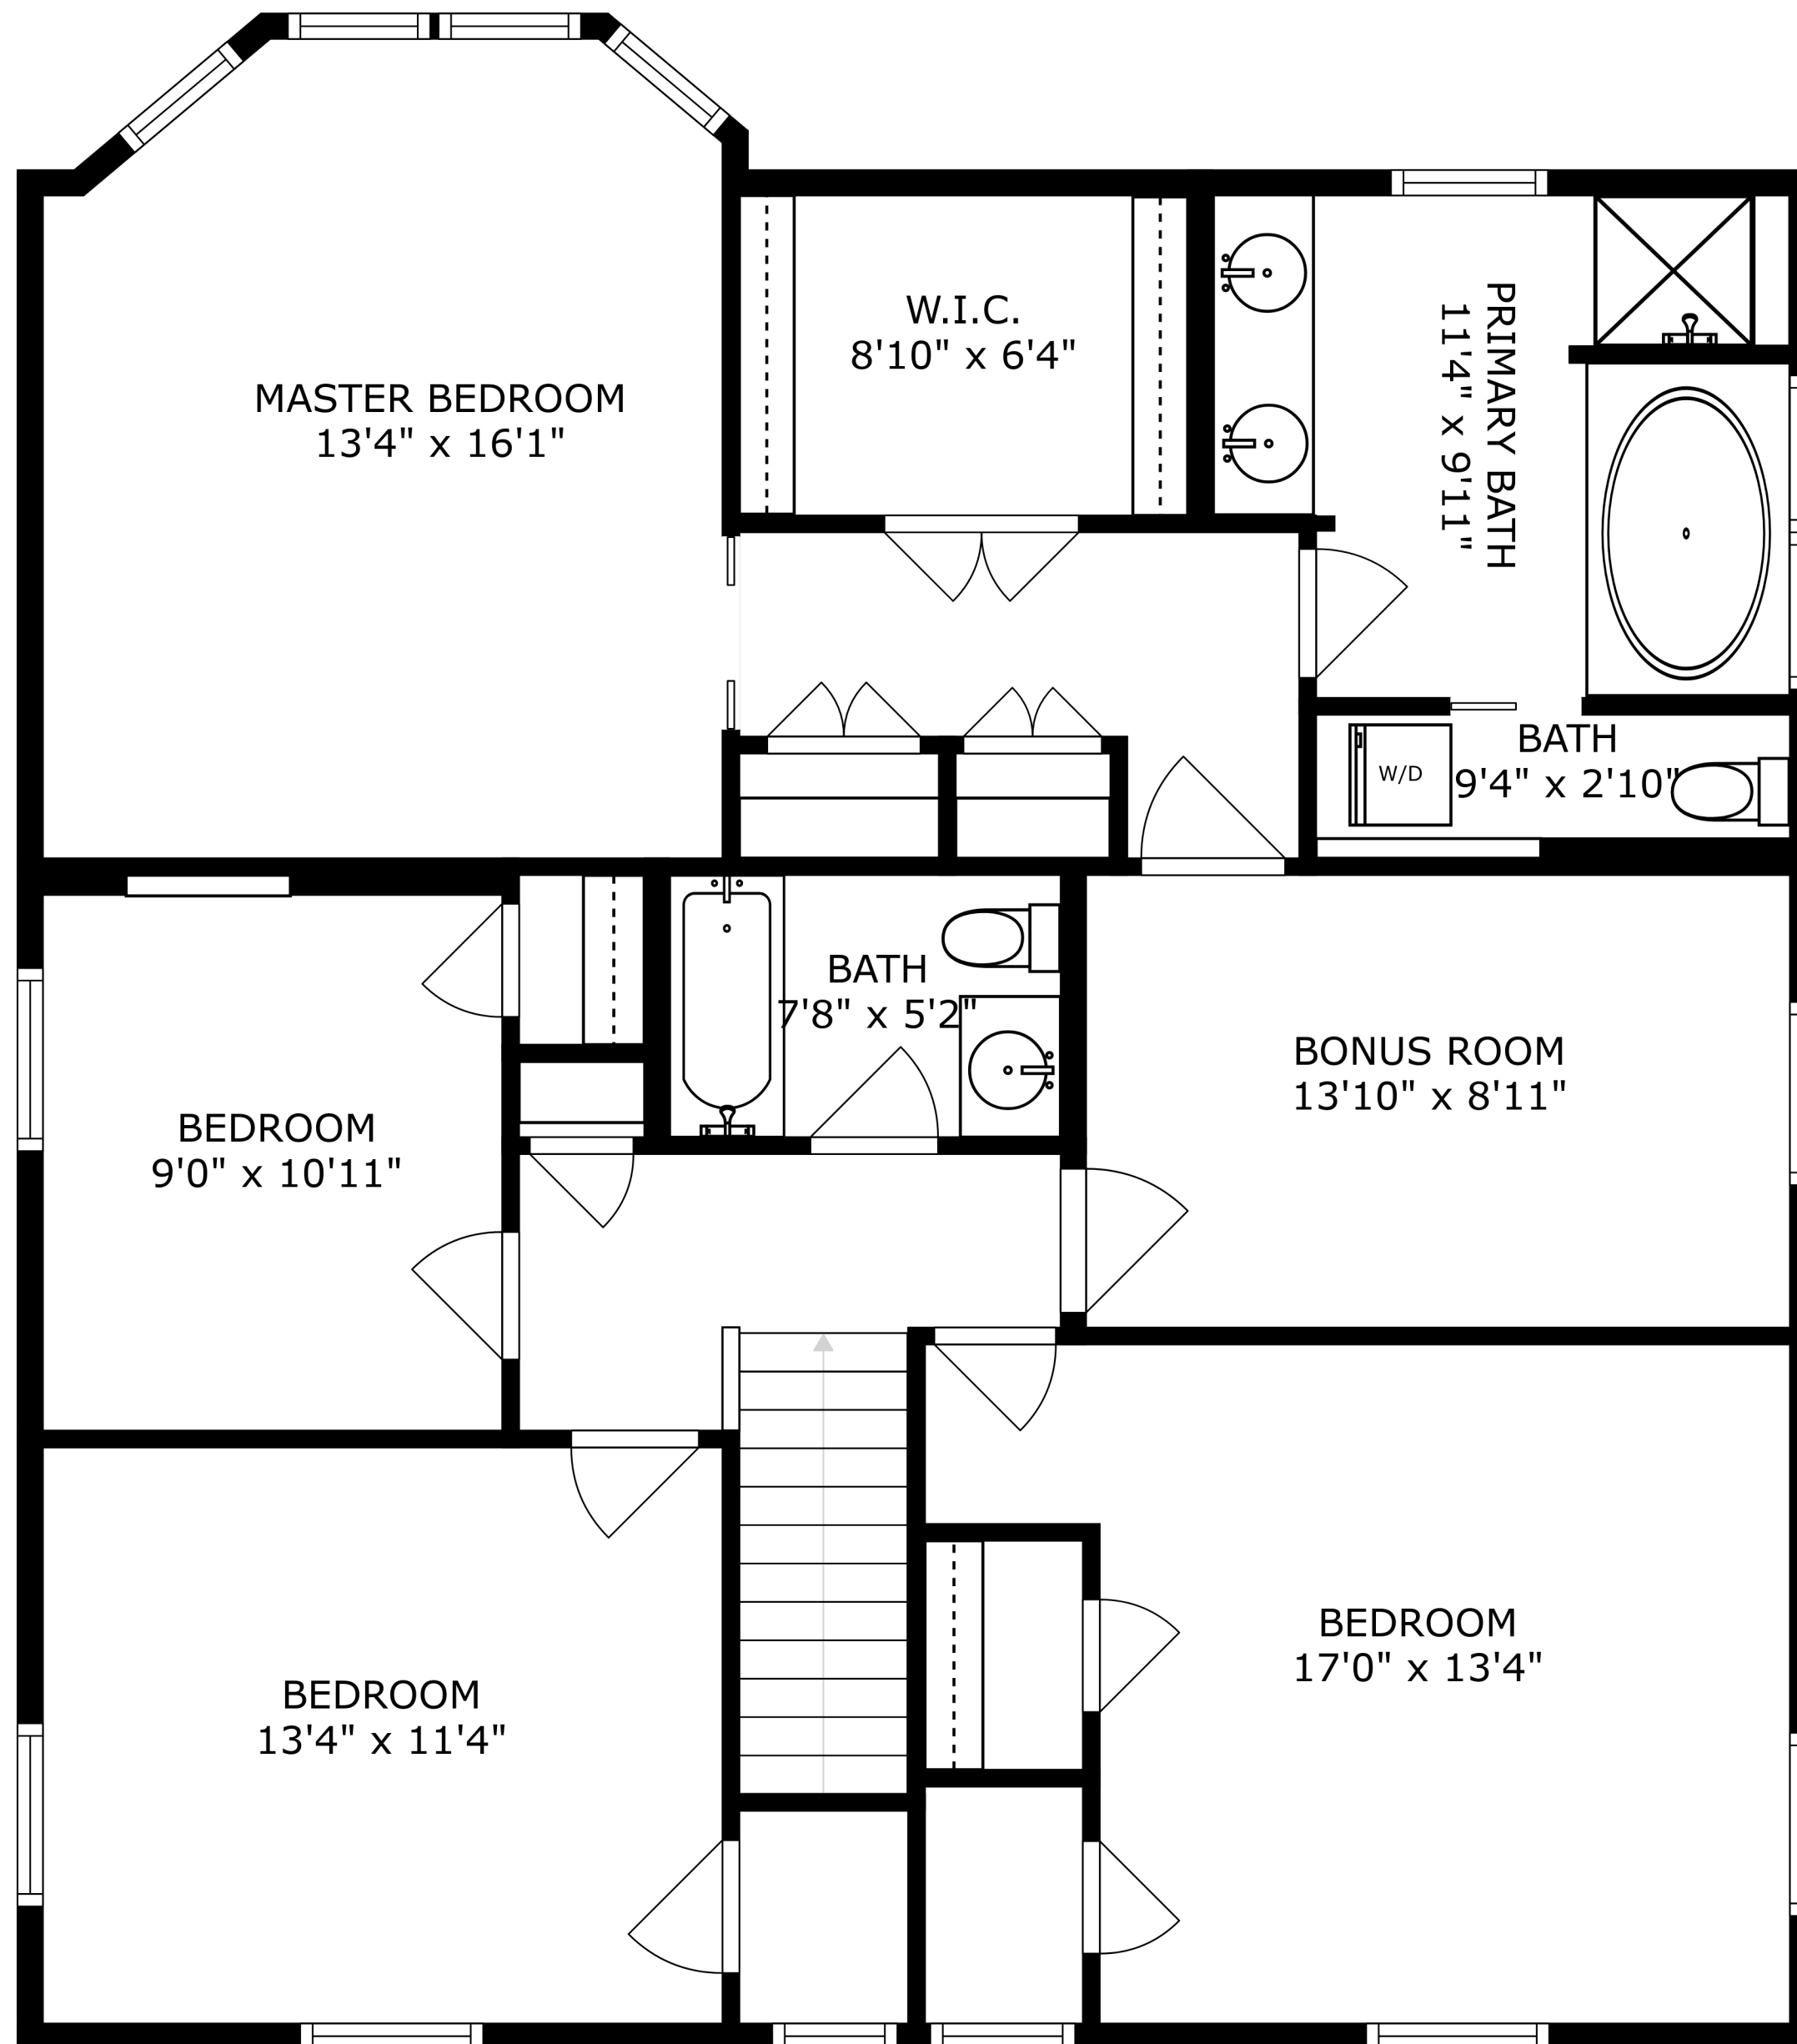 W.I.C.
8'10" x 6'4"
PRIMARY BATH
11'4" x 9'11"
MASTER BEDROOM
13'4" x 16'1"
BATH
9'4" x 2'10"
W/D
BATH
7'8" x 5'2"
BONUS ROOM
13'10" x 8'11"
BEDROOM
9'0" x 10'11"
BEDROOM
17'0" x 13'4"
BEDROOM
13'4" x 11'4"